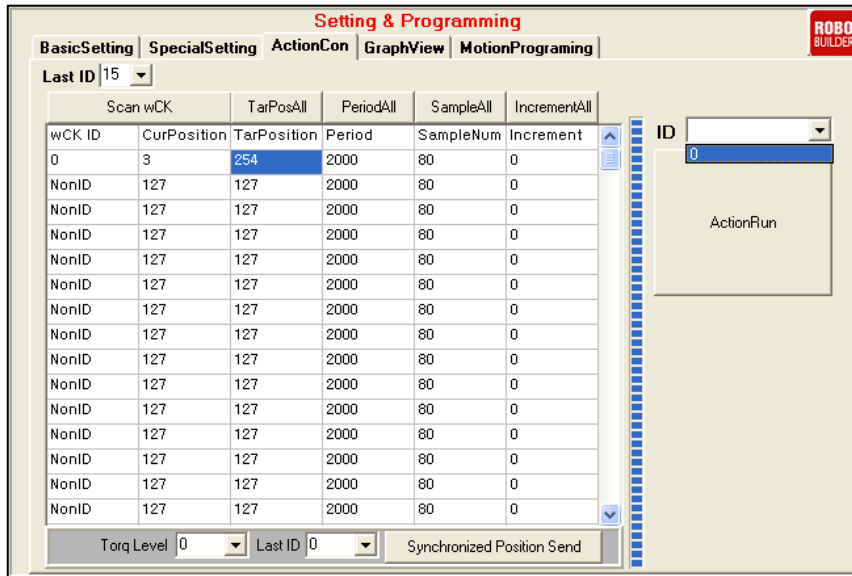 Setting & Programming
ROBO
BUILDER
BasicSetting SpecialSetting ActionCon GraphView MotionPrograming
Last ID 15
Scan wCK TarPosAll PeriodAll SampleAll IncrementAll
wCK ID CurPosition TarPosition Period SampleNum Increment
ID
0 3 254 2000 80 0
0
NonID 127 127 2000 80 0
NonID 127 127 2000 80 0
NonID 127 127 2000 80 0
ActionRun
NonID 127 127 2000 80 0
NonID 127 127 2000 80 0
NonID 127 127 2000 80 0
NonID 127 127 2000 80 0
NonID 127 127 2000 80 0
NonID 127 127 2000 80 0
NonID 127 127 2000 80 0
NonID 127 127 2000 80 0
NonID 127 127 2000 80 0
NonID 127 127 2000 80 0
NonID 127 127 2000 80 0
Torq Level 0 Last ID 0 Synchronized Position Send